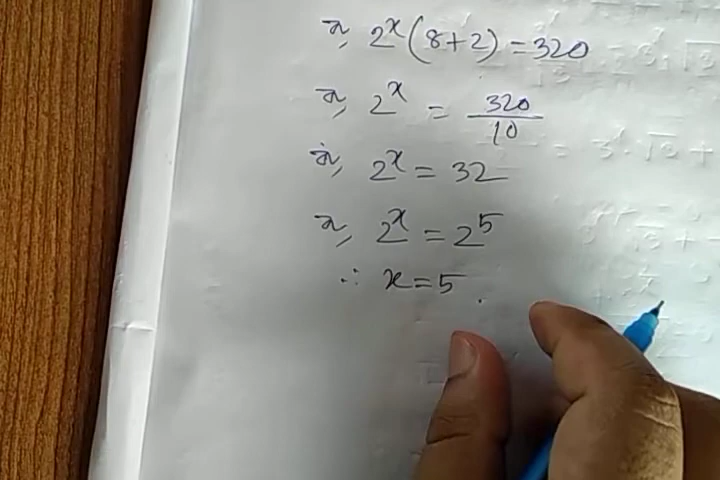 বা, 2^x (8+2) = 320
বা, 2^x = 320/10
বা, 2^x = 32
বা, 2^x = 2^5
∴ x = 5.